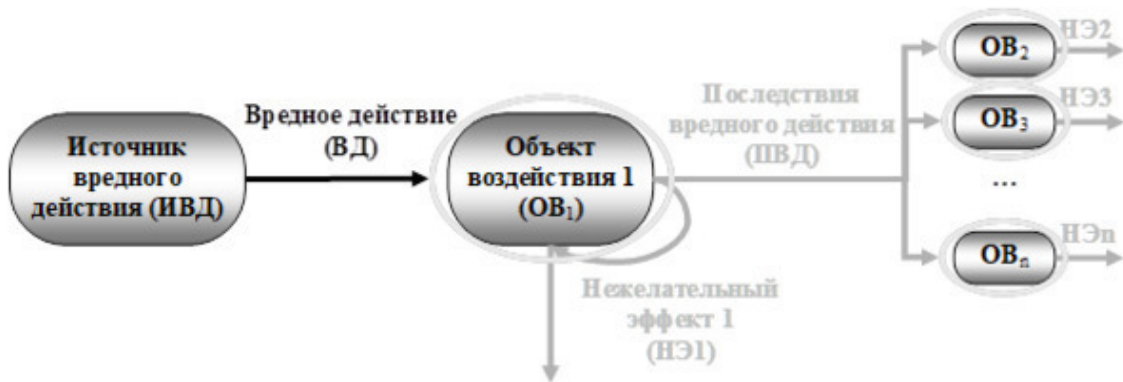 Источник
вредного
действия (ИВД)
Вредное действие
(ВД)
Объект
воздействия 1
(ОВ₁)
Нежелательный
эффект 1
(НЭ1)
Последствия
вредного действия
(ПВД)
ОВ₂
НЭ2
ОВ₃
НЭ3
...
ОВₙ
НЭn